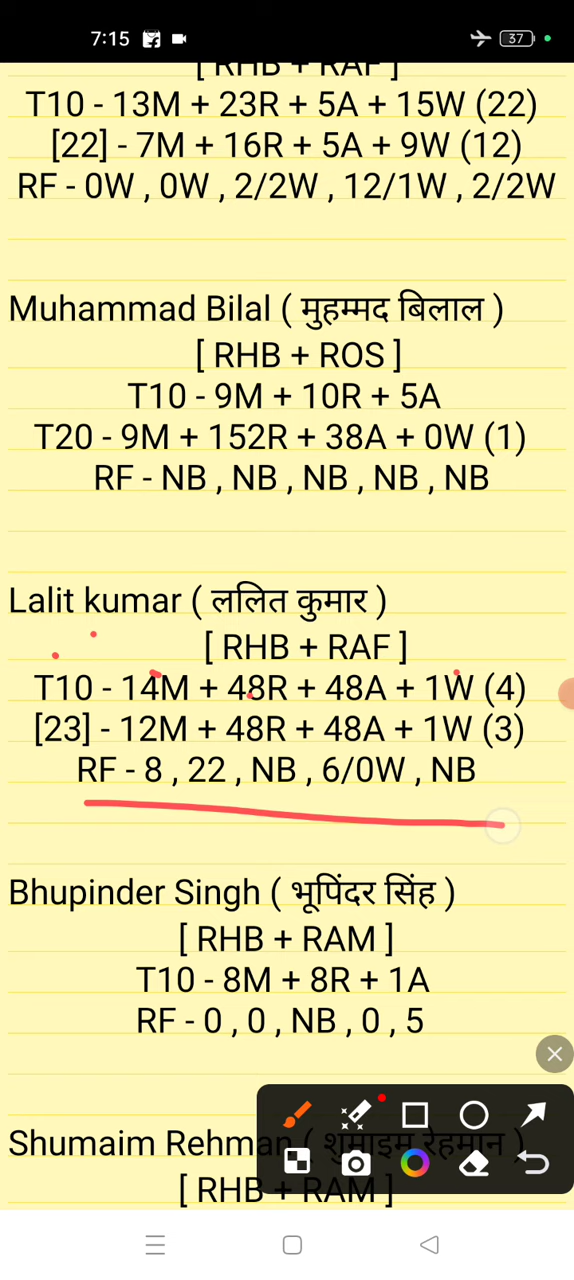 7:15
37
[ RHB + RAF ]
T10 - 13M + 23R + 5A + 15W (22)
[22] - 7M + 16R + 5A + 9W (12)
RF - 0W , 0W , 2/2W , 12/1W , 2/2W
Muhammad Bilal ( मुहम्मद बिलाल )
[ RHB + ROS ]
T10 - 9M + 10R + 5A
T20 - 9M + 152R + 38A + 0W (1)
RF - NB , NB , NB , NB , NB
Lalit kumar ( ललित कुमार )
[ RHB + RAF ]
T10 - 14M + 48R + 48A + 1W (4)
[23] - 12M + 48R + 48A + 1W (3)
RF - 8 , 22 , NB , 6/0W , NB
Bhupinder Singh ( भूपिंदर सिंह )
[ RHB + RAM ]
T10 - 8M + 8R + 1A
RF - 0 , 0 , NB , 0 , 5
Shumaim Rehman ( शुमाइम रेहमान )
[ RHB + RAM ]